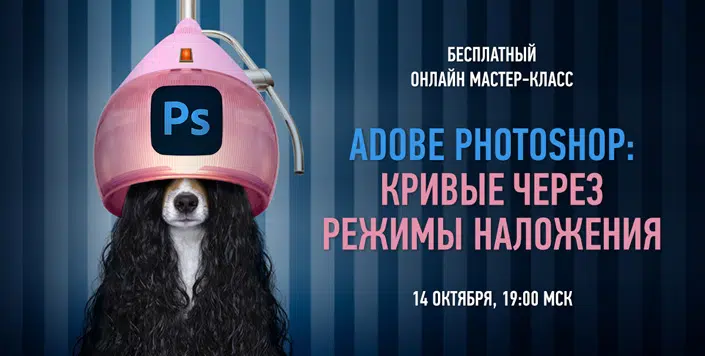 Ps
БЕСПЛАТНЫЙ
ОНЛАЙН МАСТЕР-КЛАСС
ADOBE PHOTOSHOP:
КРИВЫЕ ЧЕРЕЗ
РЕЖИМЫ НАЛОЖЕНИЯ
14 ОКТЯБРЯ, 19:00 МСК